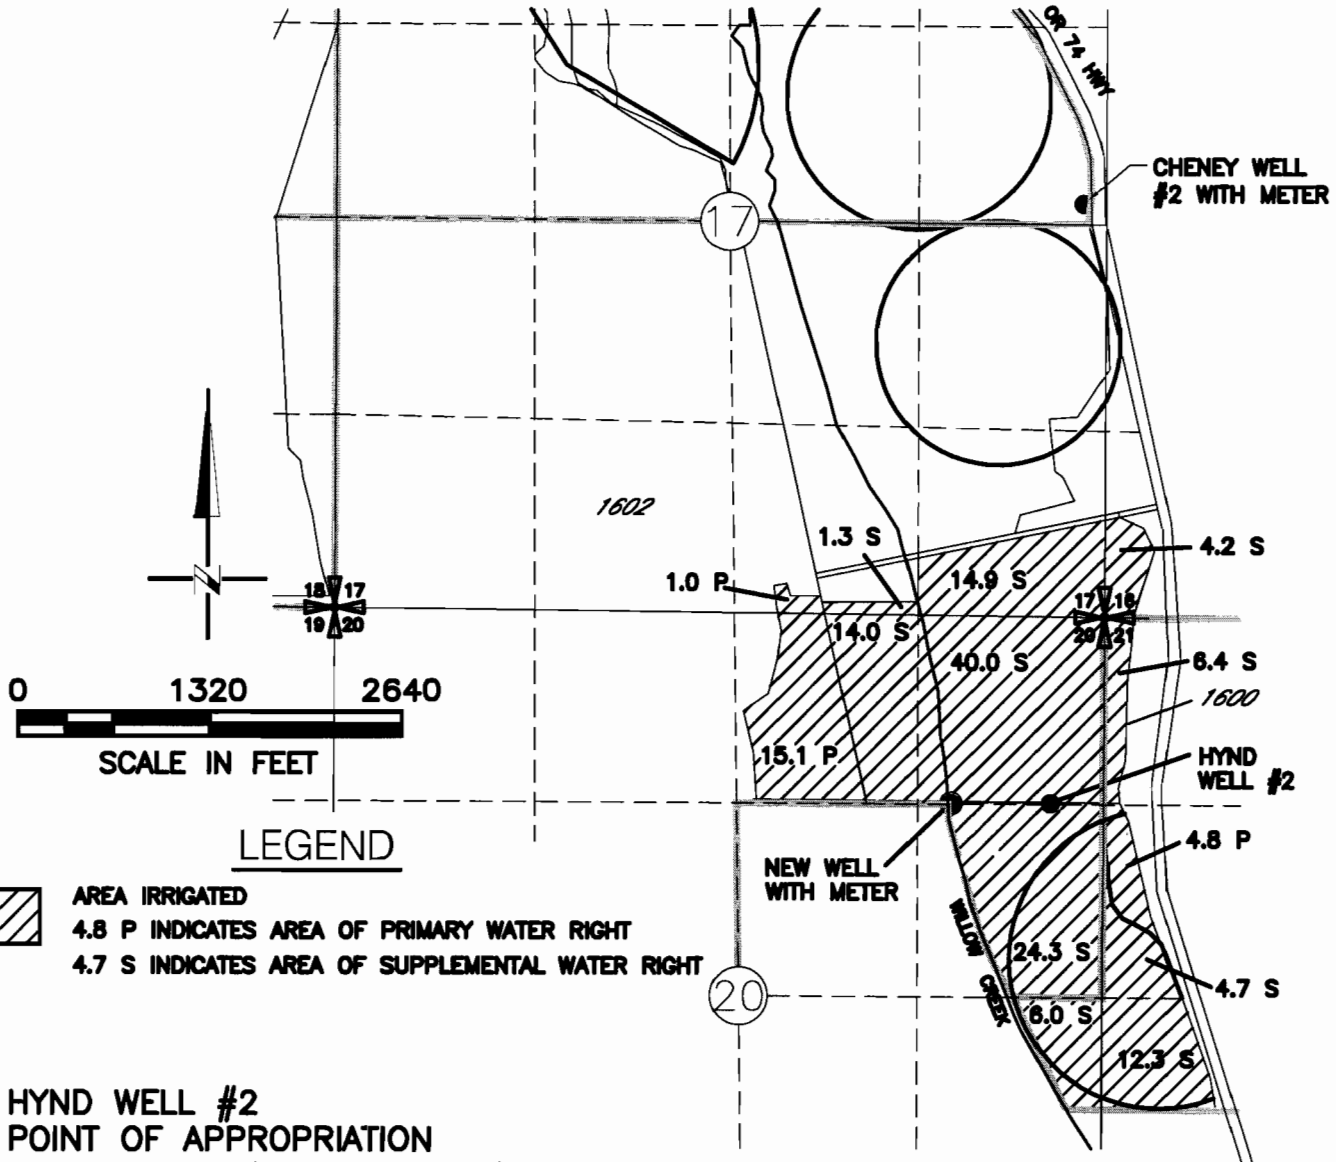 OR 74 HWY
CHENEY WELL
#2 WITH METER
17
1602
1.3 S
4.2 S
1.0 P
14.9 S
18 17
19 20
17 16
20 21
14.0 S
40.0 S
6.4 S
1600
0 1320 2640
SCALE IN FEET
15.1 P
HYND
WELL #2
LEGEND
4.8 P
NEW WELL
WITH METER
AREA IRRIGATED
4.8 P INDICATES AREA OF PRIMARY WATER RIGHT
4.7 S INDICATES AREA OF SUPPLEMENTAL WATER RIGHT
WILLOW CREEK
24.3 S
4.7 S
20
6.0 S
12.3 S
N
HYND WELL #2
POINT OF APPROPRIATION